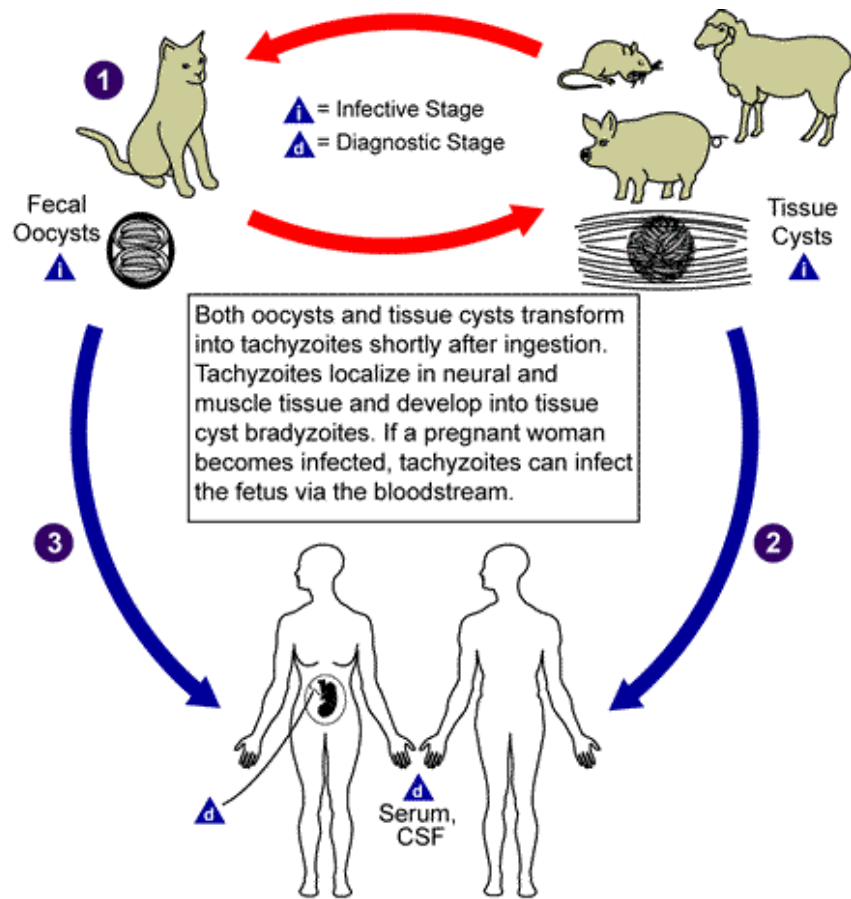 1
i = Infective Stage
d = Diagnostic Stage
Fecal
Oocysts
i
Tissue
Cysts
i
Both oocysts and tissue cysts transform
into tachyzoites shortly after ingestion.
Tachyzoites localize in neural and
muscle tissue and develop into tissue
cyst bradyzoites. If a pregnant woman
becomes infected, tachyzoites can infect
the fetus via the bloodstream.
3
2
d
d
Serum,
CSF